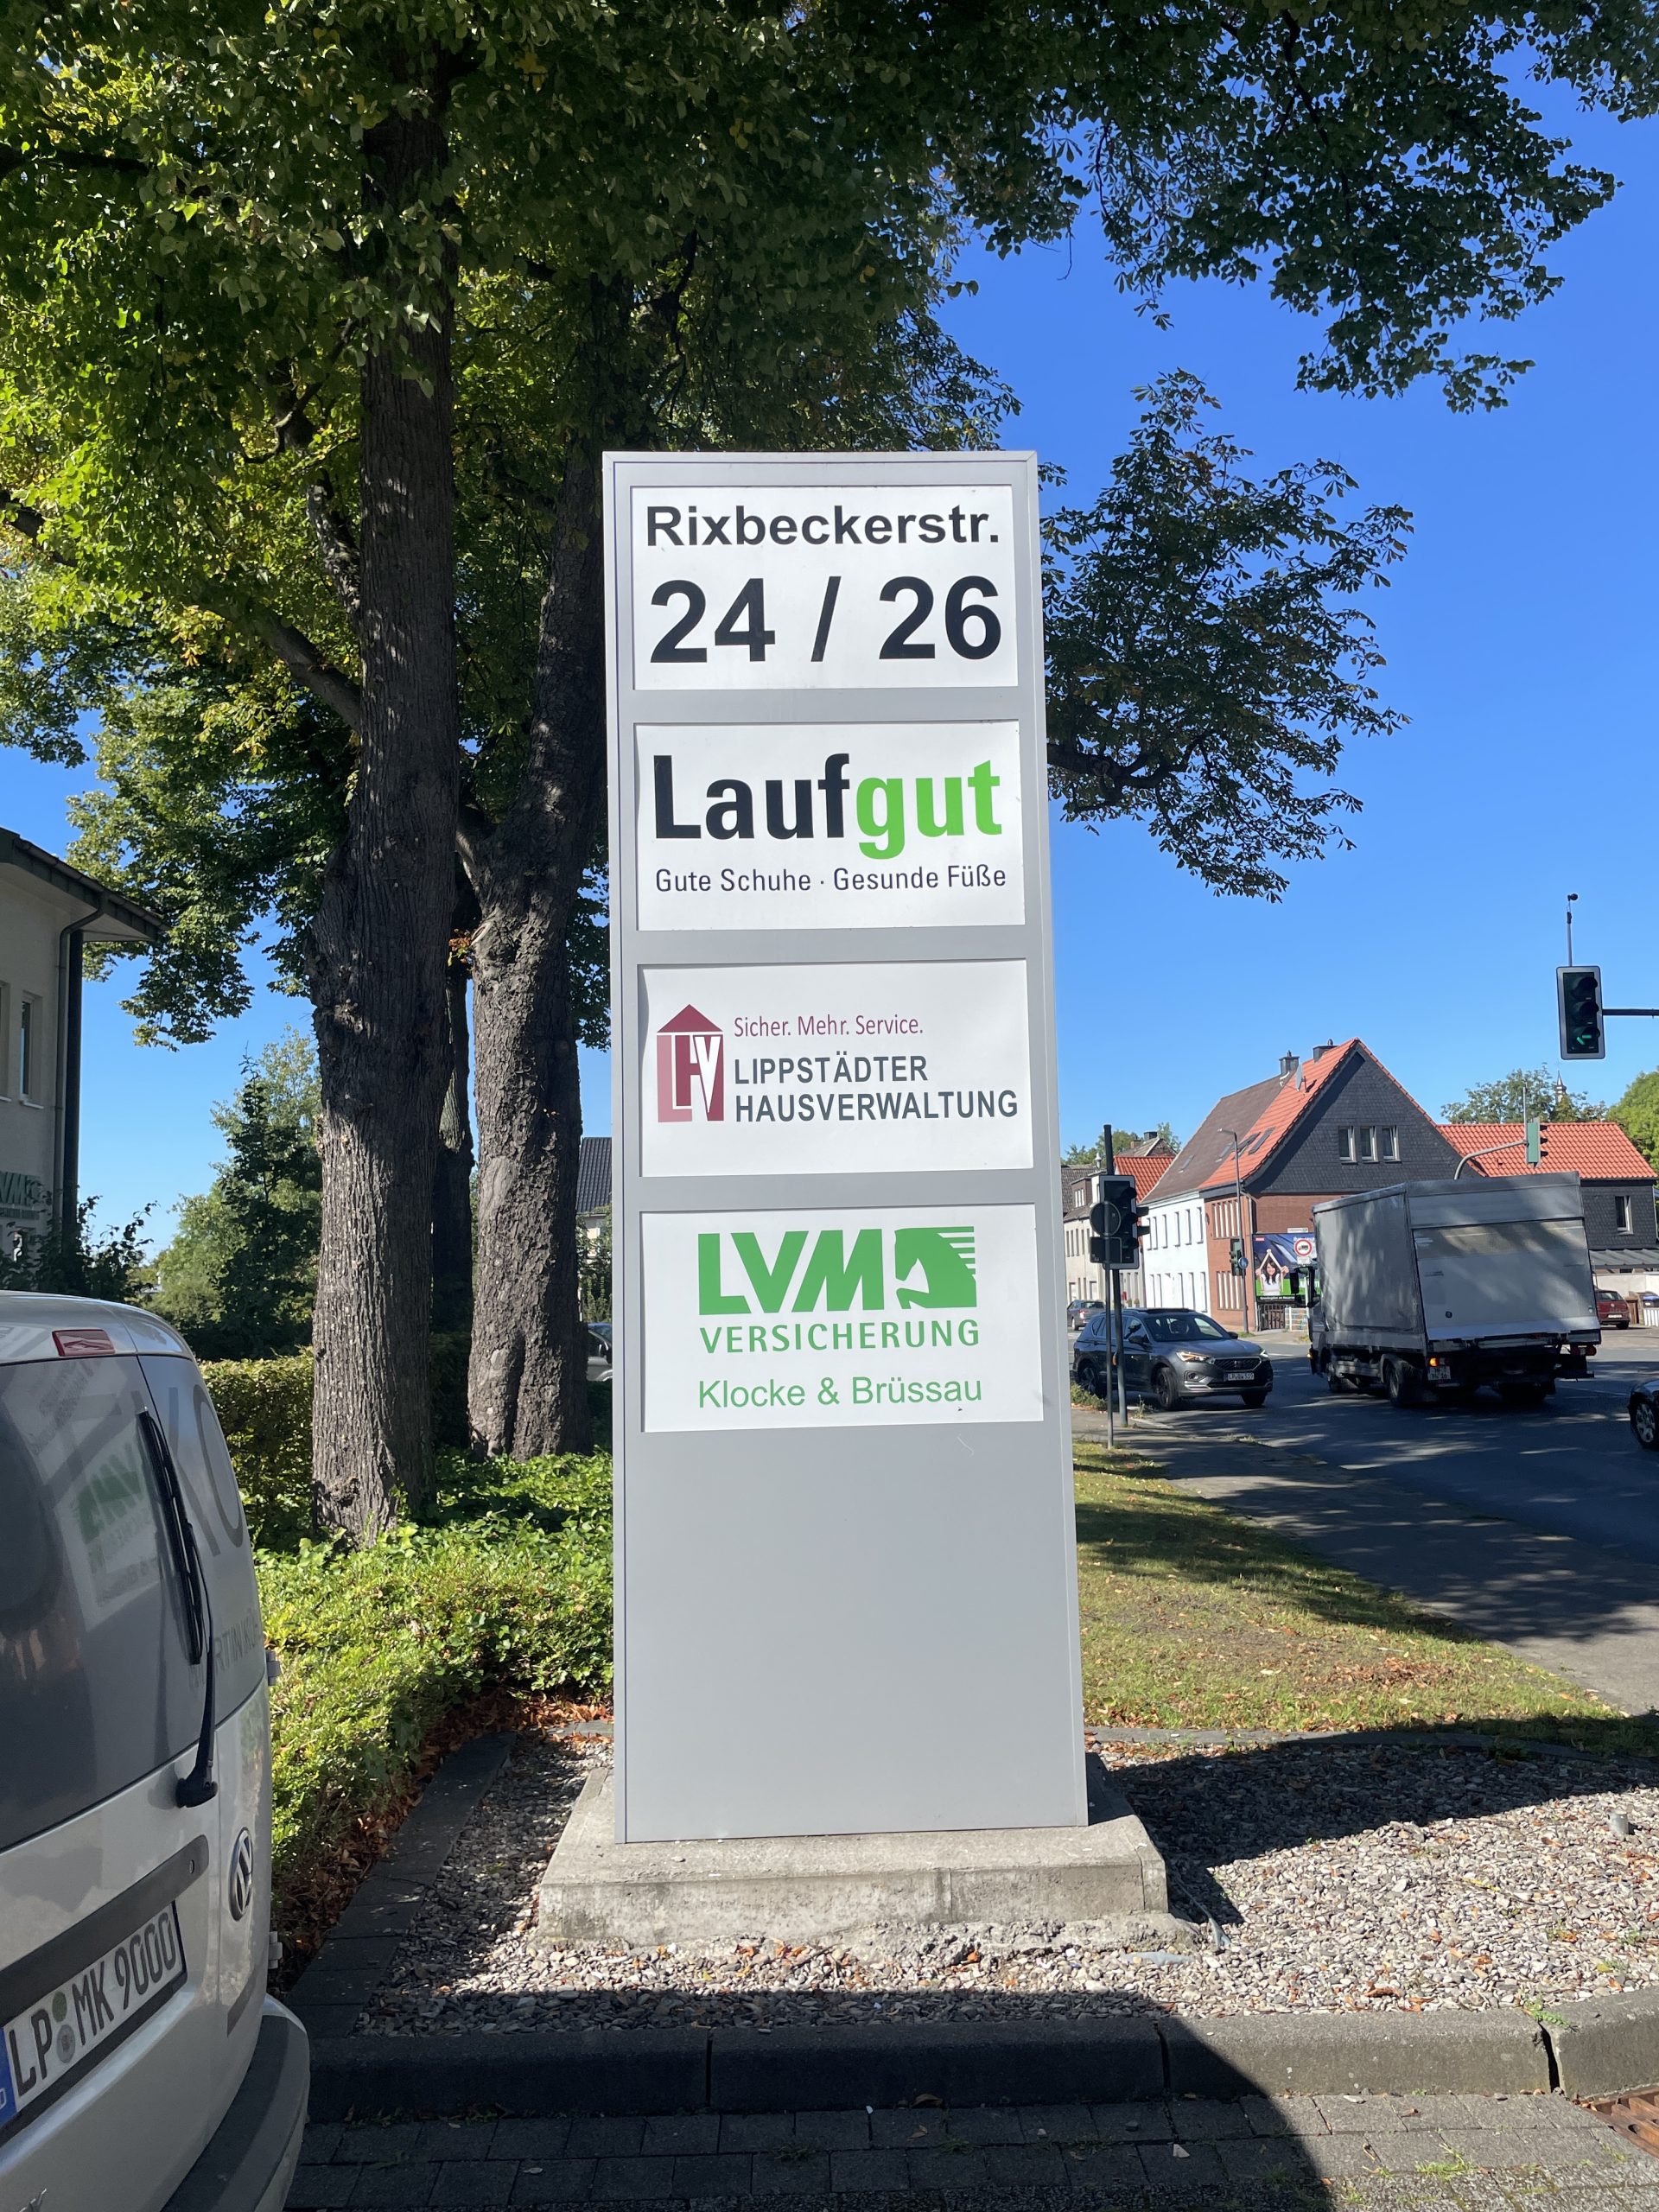 Rixbeckerstr.
24 / 26
Laufgut
Gute Schuhe · Gesunde Füße
LHV
Sicher. Mehr. Service.
LIPPSTÄDTER
HAUSVERWALTUNG
LVM
VERSICHERUNG
Klocke & Brüssau
LP MK 9000